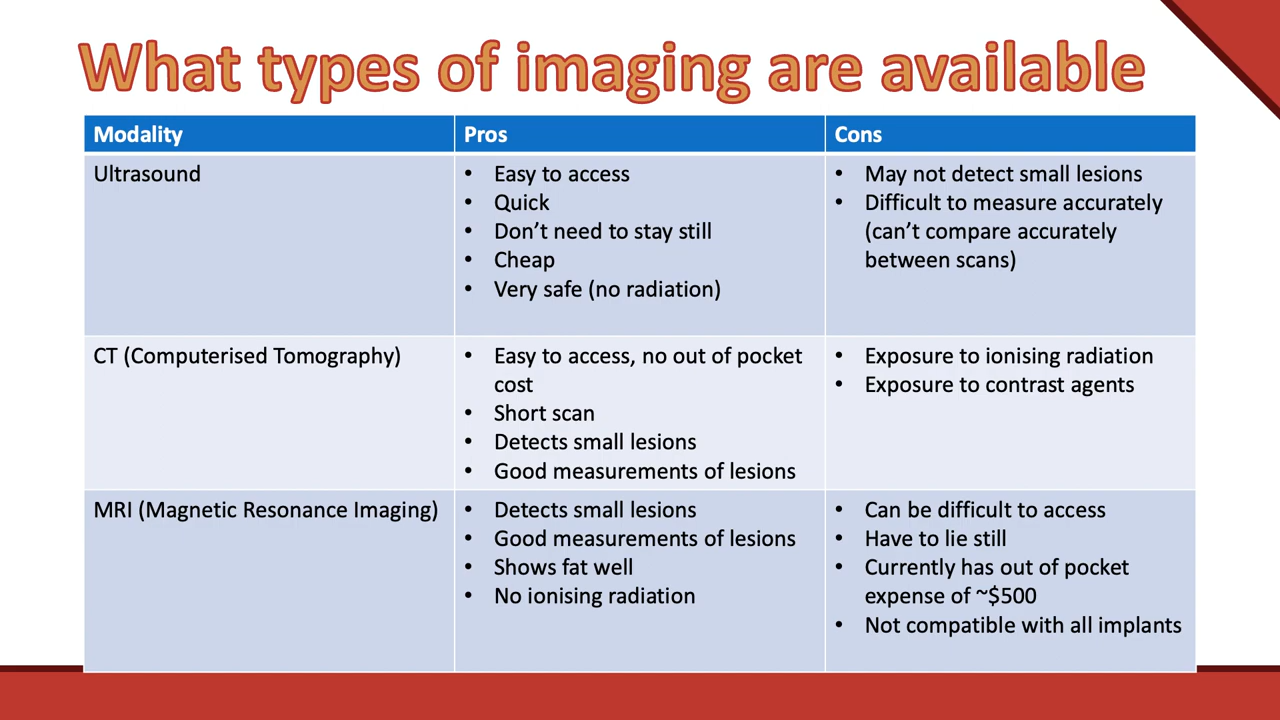 What types of imaging are available
Modality
Pros
Cons
Ultrasound
• Easy to access
• Quick
• Don’t need to stay still
• Cheap
• Very safe (no radiation)
• May not detect small lesions
• Difficult to measure accurately
(can’t compare accurately
between scans)
CT (Computerised Tomography)
• Easy to access, no out of pocket
cost
• Short scan
• Detects small lesions
• Good measurements of lesions
• Exposure to ionising radiation
• Exposure to contrast agents
MRI (Magnetic Resonance Imaging)
• Detects small lesions
• Good measurements of lesions
• Shows fat well
• No ionising radiation
• Can be difficult to access
• Have to lie still
• Currently has out of pocket
expense of ~$500
• Not compatible with all implants